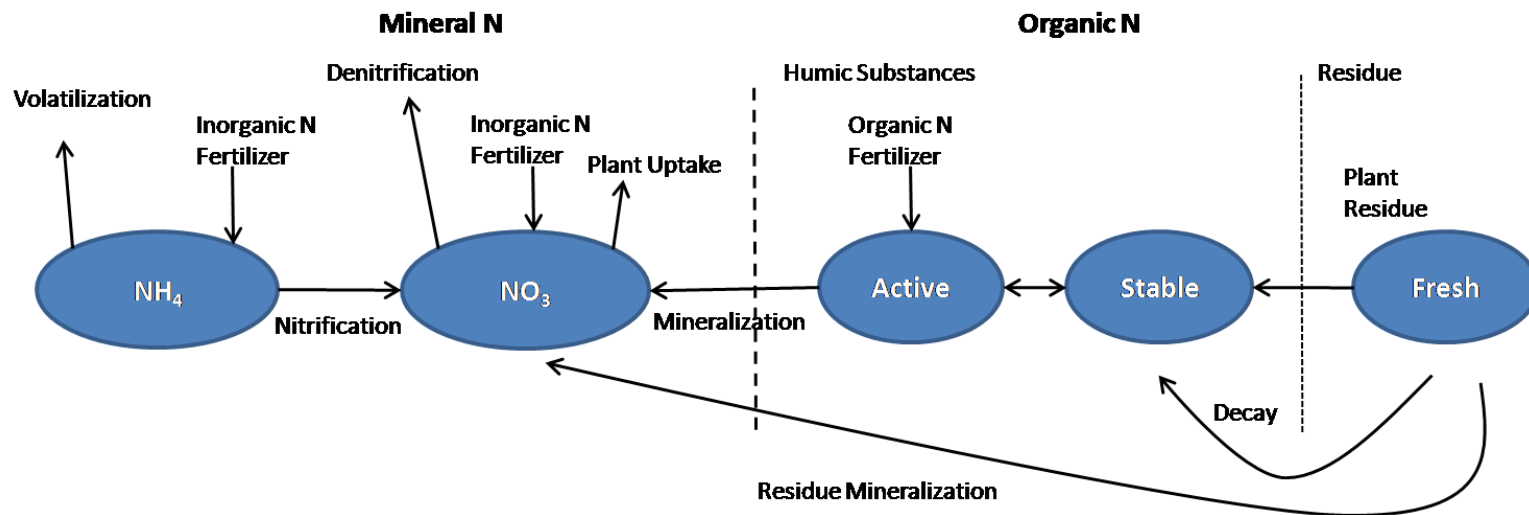 Mineral N
Organic N
Denitrification
Humic Substances
Residue
Volatilization
Inorganic N
Fertilizer
Inorganic N
Fertilizer
Plant Uptake
Organic N
Fertilizer
Plant
Residue
NH₄
NO₃
Active
Stable
Fresh
Nitrification
Mineralization
Decay
Residue Mineralization